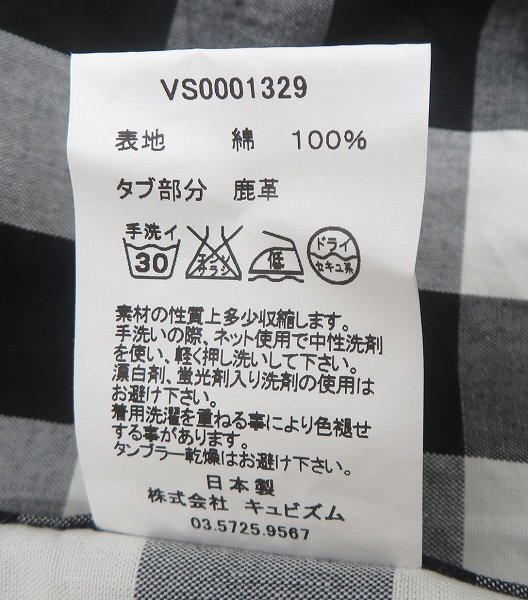 VS0001329
表地 綿 100%
タブ部分 鹿革
手洗イ
30
エンソ
サラシ
低
ドライ
セキユ系
素材の性質上多少収縮します。
手洗いの際、ネット使用で中性洗剤
を使い、軽く押し洗いして下さい。
漂白剤、蛍光剤入り洗剤の使用は
お避け下さい。
着用洗濯を重ねる事により色褪せ
する事があります。
タンブラー乾燥はお避け下さい。
日本製
株式会社 キュビズム
03.5725.9567